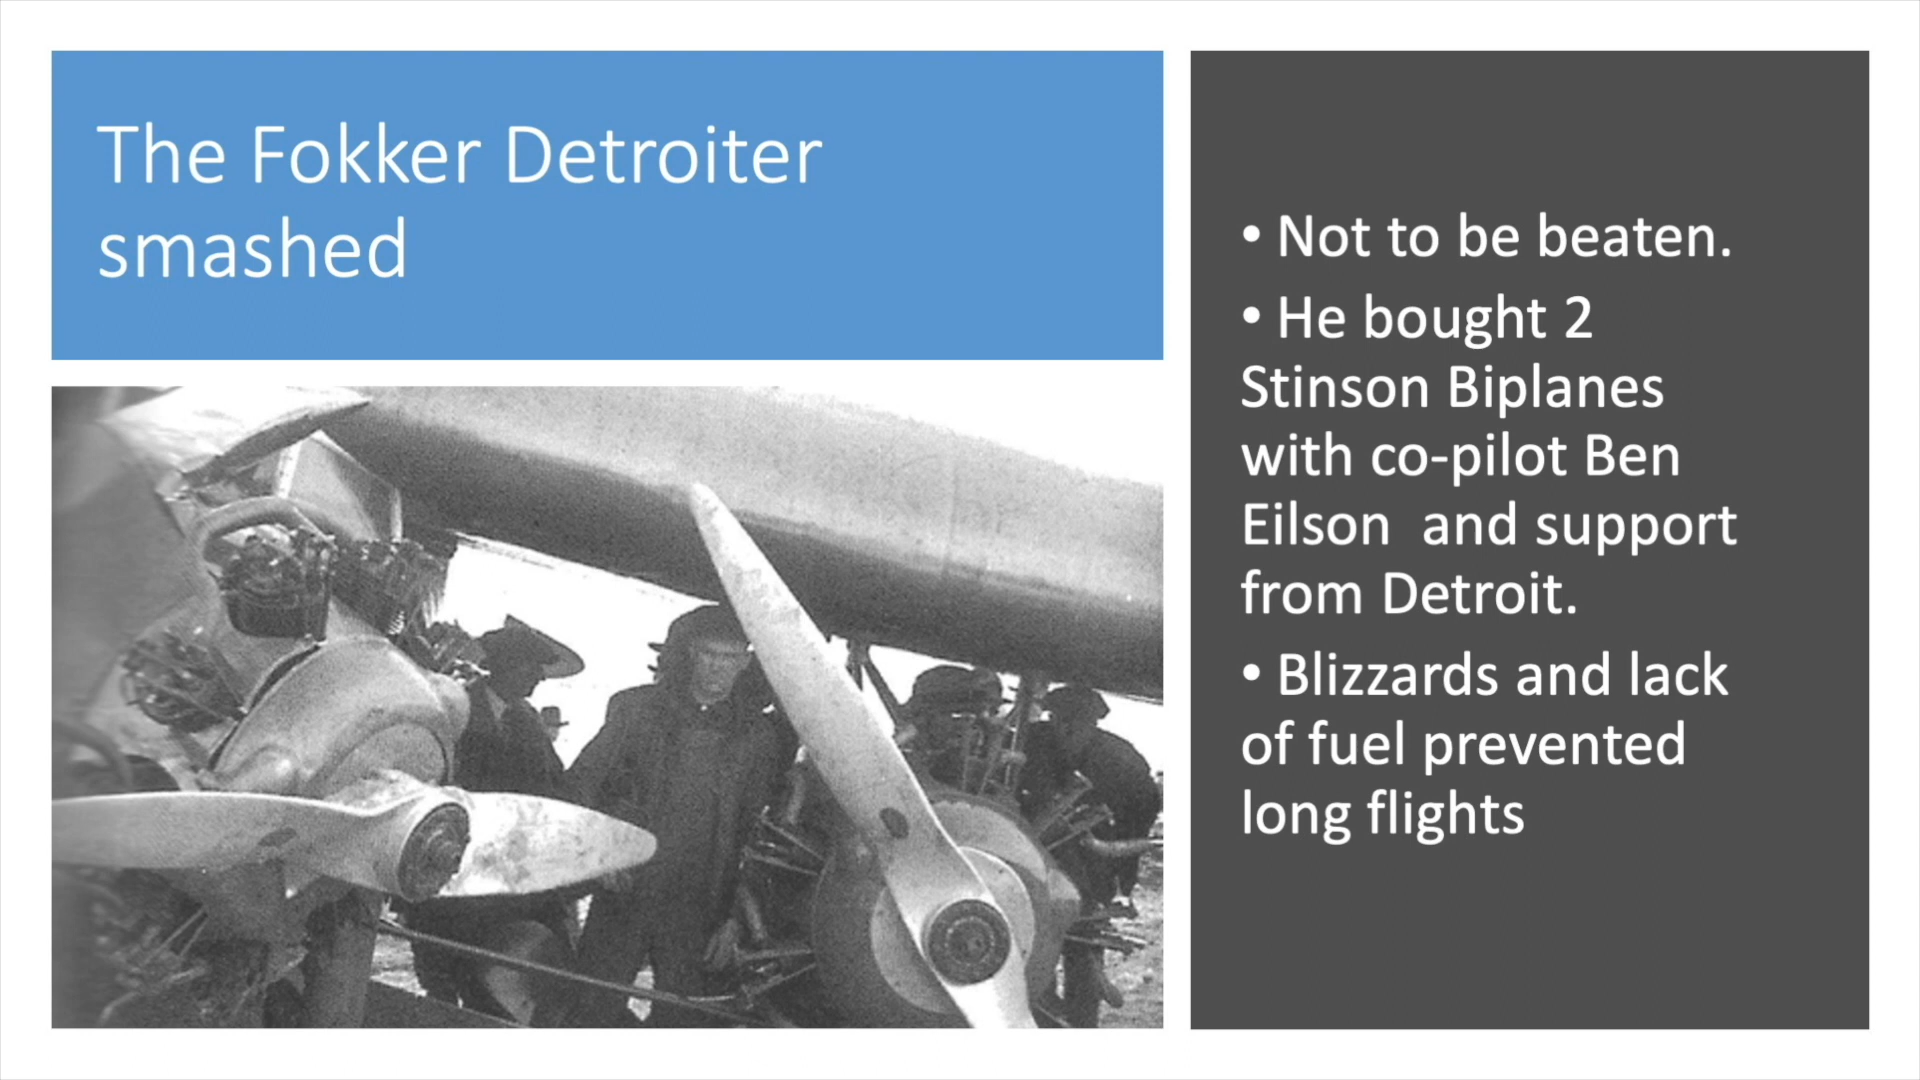 The Fokker Detroiter
smashed
• Not to be beaten.
• He bought 2
Stinson Biplanes
with co-pilot Ben
Eilson  and support
from Detroit.
• Blizzards and lack
of fuel prevented
long flights